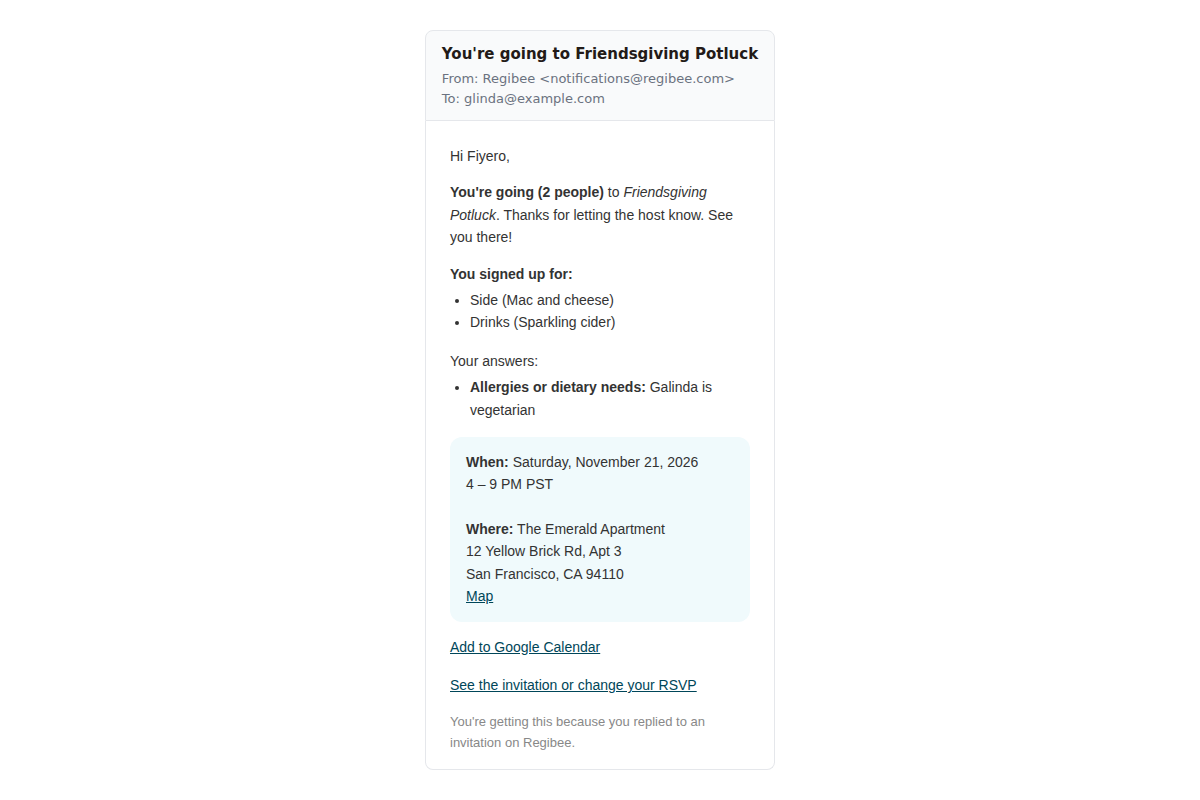 You're going to Friendsgiving Potluck
From: Regibee <notifications@regibee.com>
To: glinda@example.com
Hi Fiyero,
You're going (2 people) to Friendsgiving
Potluck. Thanks for letting the host know. See
you there!
You signed up for:
• Side (Mac and cheese)
• Drinks (Sparkling cider)
Your answers:
• Allergies or dietary needs: Galinda is
vegetarian
When: Saturday, November 21, 2026
4 – 9 PM PST
Where: The Emerald Apartment
12 Yellow Brick Rd, Apt 3
San Francisco, CA 94110
Map
Add to Google Calendar
See the invitation or change your RSVP
You're getting this because you replied to an
invitation on Regibee.